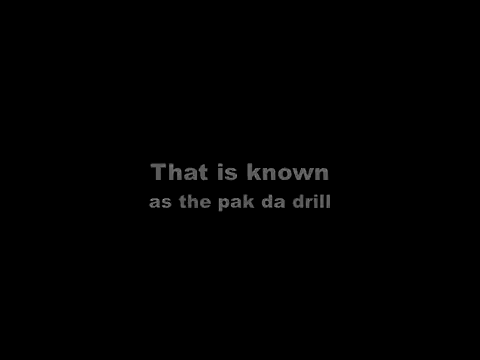 That is known
as the pak da drill